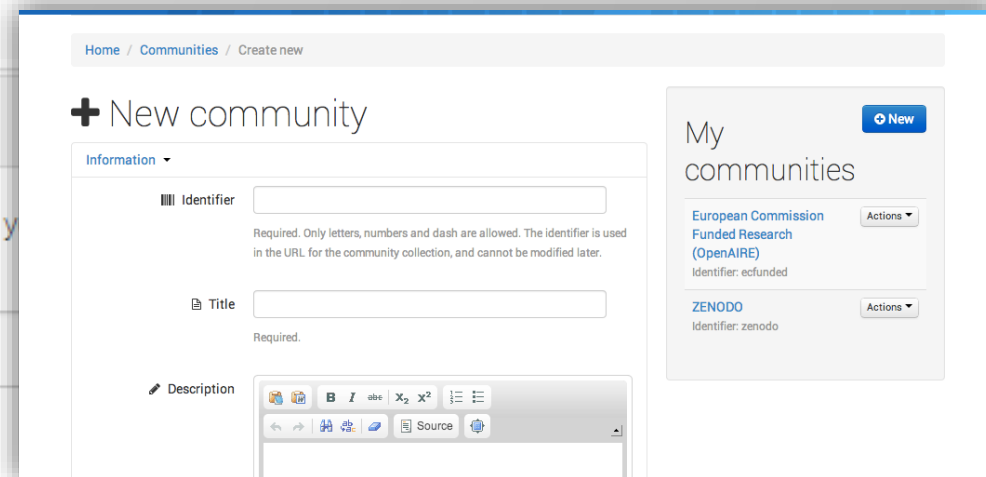 Home / Communities / Create new
New community
Information
Identifier
Required. Only letters, numbers and dash are allowed. The identifier is used
in the URL for the community collection, and cannot be modified later.
Title
Required.
Description
B I abc X₂ X²
Source
My
communities
New
European Commission
Funded Research
(OpenAIRE)
Actions
Identifier: ecfunded
ZENODO
Actions
Identifier: zenodo
y